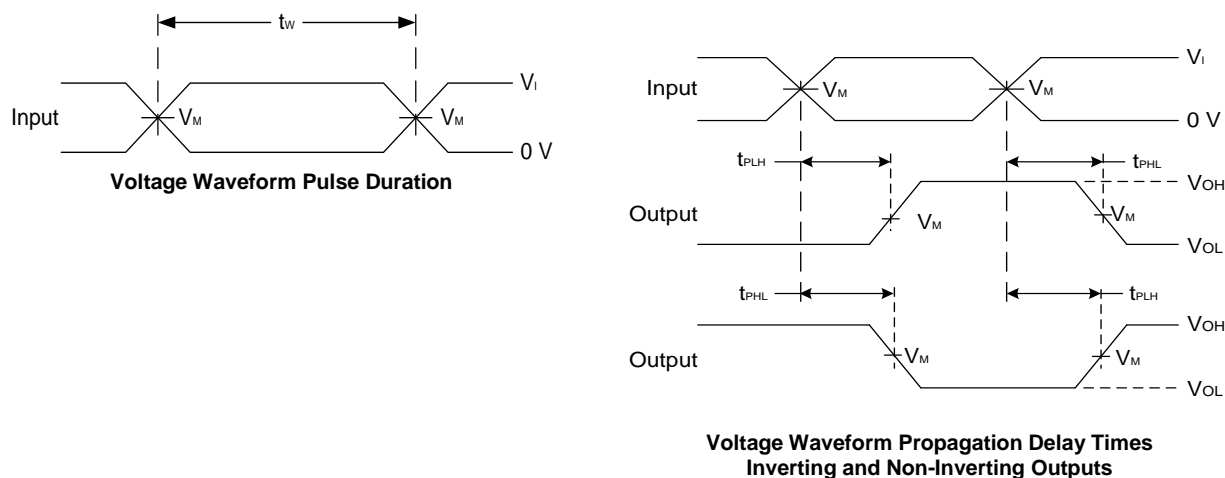 tW
Input
VM
VM
VI
0 V
Voltage Waveform Pulse Duration
Input
VM
VM
VI
0 V
tPLH
tPHL
Output
VM
VM
VOH
VOL
tPHL
tPLH
Output
VM
VM
VOH
VOL
Voltage Waveform Propagation Delay Times
Inverting and Non-Inverting Outputs